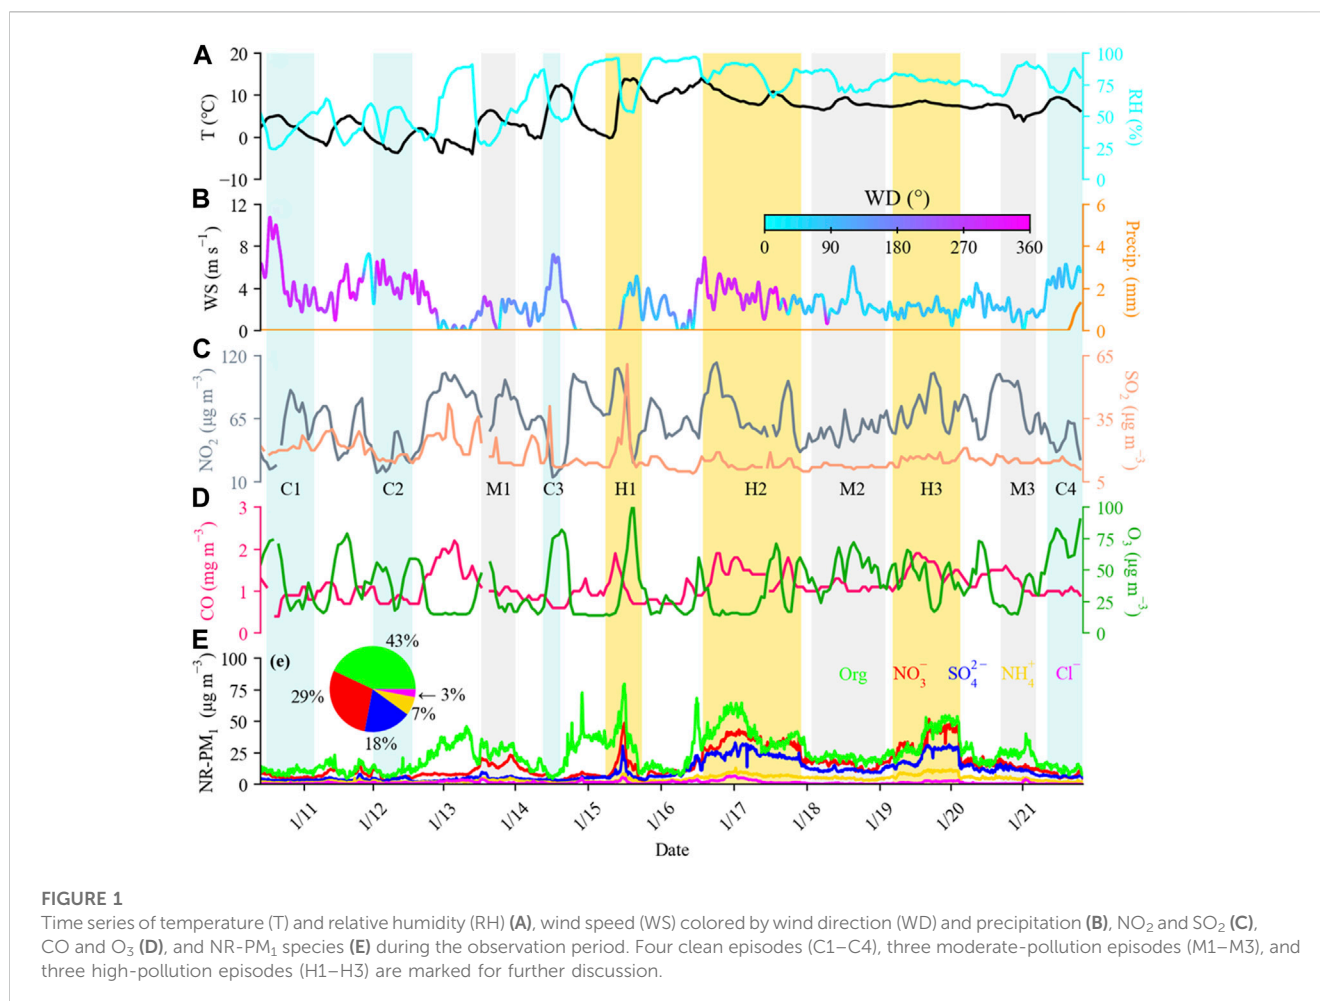 A
20
10
0
−10
T (°C)
100
75
50
25
0
RH (%)
B
12
8
4
0
WS (m s⁻¹)
WD (°)
0 90 180 270 360
6
4
2
0
Precip. (mm)
C
120
65
10
NO₂ (μg m⁻³)
65
35
5
SO₂ (μg m⁻³)
C1 C2 M1 C3 H1 H2 M2 H3 M3 C4
D
3
2
1
0
CO (mg m⁻³)
100
75
50
25
0
O₃ (μg m⁻³)
E
100
75
50
25
0
NR-PM₁ (μg m⁻³)
(e)
43%
29%
18%
7%
← 3%
Org NO₃⁻ SO₄²⁻ NH₄⁺ Cl⁻
1/11 1/12 1/13 1/14 1/15 1/16 1/17 1/18 1/19 1/20 1/21
Date
FIGURE 1
Time series of temperature (T) and relative humidity (RH) (A), wind speed (WS) colored by wind direction (WD) and precipitation (B), NO₂ and SO₂ (C),
CO and O₃ (D), and NR-PM₁ species (E) during the observation period. Four clean episodes (C1–C4), three moderate-pollution episodes (M1–M3), and
three high-pollution episodes (H1–H3) are marked for further discussion.